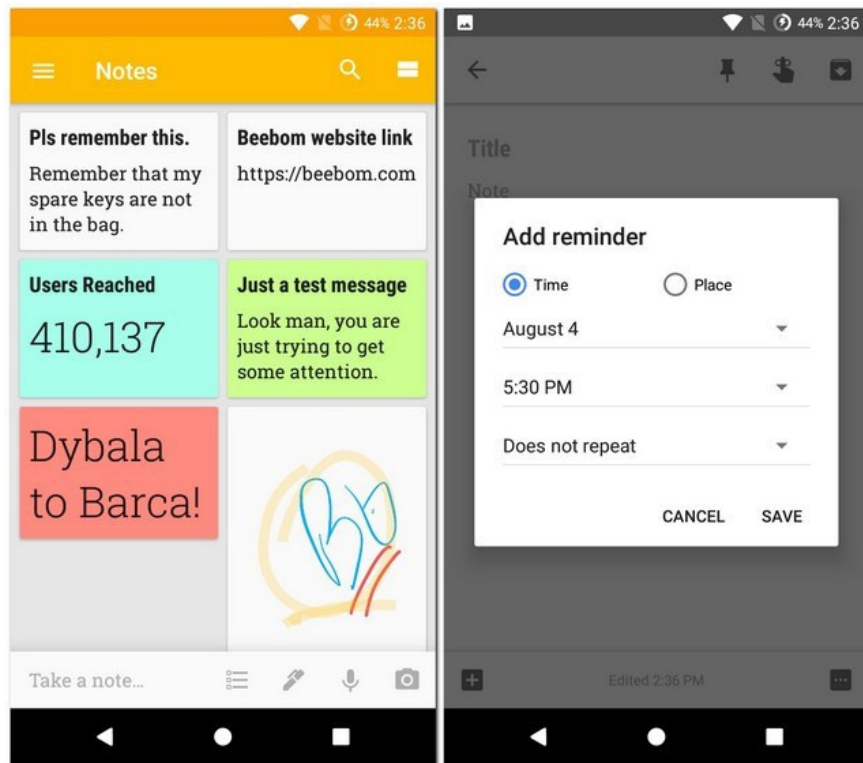 44% 2:36
Notes
Pls remember this.
Remember that my
spare keys are not
in the bag.
Beebom website link
https://beebom.com
Users Reached
410,137
Just a test message
Look man, you are
just trying to get
some attention.
Dybala
to Barca!
Take a note...
44% 2:36
Title
Note
Add reminder
Time
Place
August 4
5:30 PM
Does not repeat
CANCEL SAVE
Edited 2:36 PM